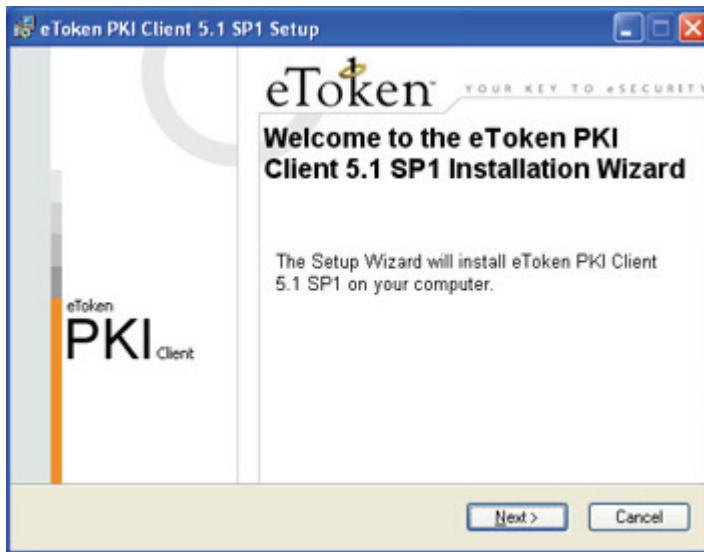 eToken PKI Client 5.1 SP1 Setup
eToken™ YOUR KEY TO eSECURITY
Welcome to the eToken PKI
Client 5.1 SP1 Installation Wizard
The Setup Wizard will install eToken PKI Client
5.1 SP1 on your computer.
eToken
PKI Client
Next > Cancel